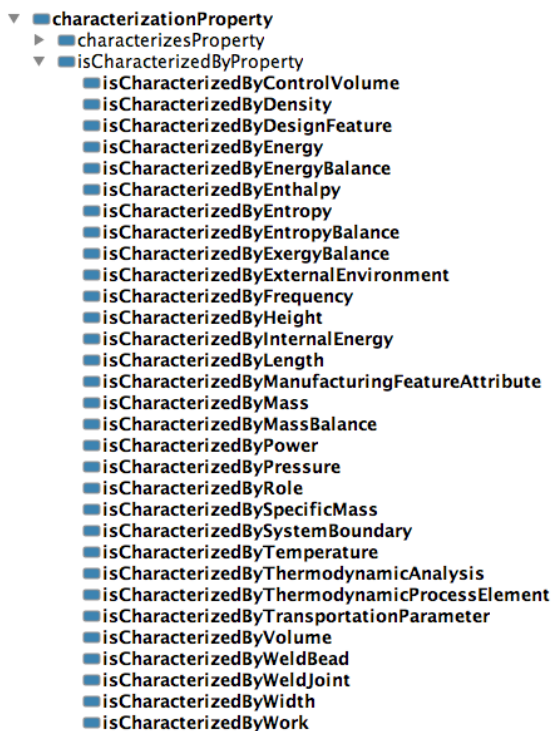 characterizationProperty
characterizesProperty
isCharacterizedByProperty
isCharacterizedByControlVolume
isCharacterizedByDensity
isCharacterizedByDesignFeature
isCharacterizedByEnergy
isCharacterizedByEnergyBalance
isCharacterizedByEnthalpy
isCharacterizedByEntropy
isCharacterizedByEntropyBalance
isCharacterizedByExergyBalance
isCharacterizedByExternalEnvironment
isCharacterizedByFrequency
isCharacterizedByHeight
isCharacterizedByInternalEnergy
isCharacterizedByLength
isCharacterizedByManufacturingFeatureAttribute
isCharacterizedByMass
isCharacterizedByMassBalance
isCharacterizedByPower
isCharacterizedByPressure
isCharacterizedByRole
isCharacterizedBySpecificMass
isCharacterizedBySystemBoundary
isCharacterizedByTemperature
isCharacterizedByThermodynamicAnalysis
isCharacterizedByThermodynamicProcessElement
isCharacterizedByTransportationParameter
isCharacterizedByVolume
isCharacterizedByWeldBead
isCharacterizedByWeldJoint
isCharacterizedByWidth
isCharacterizedByWork